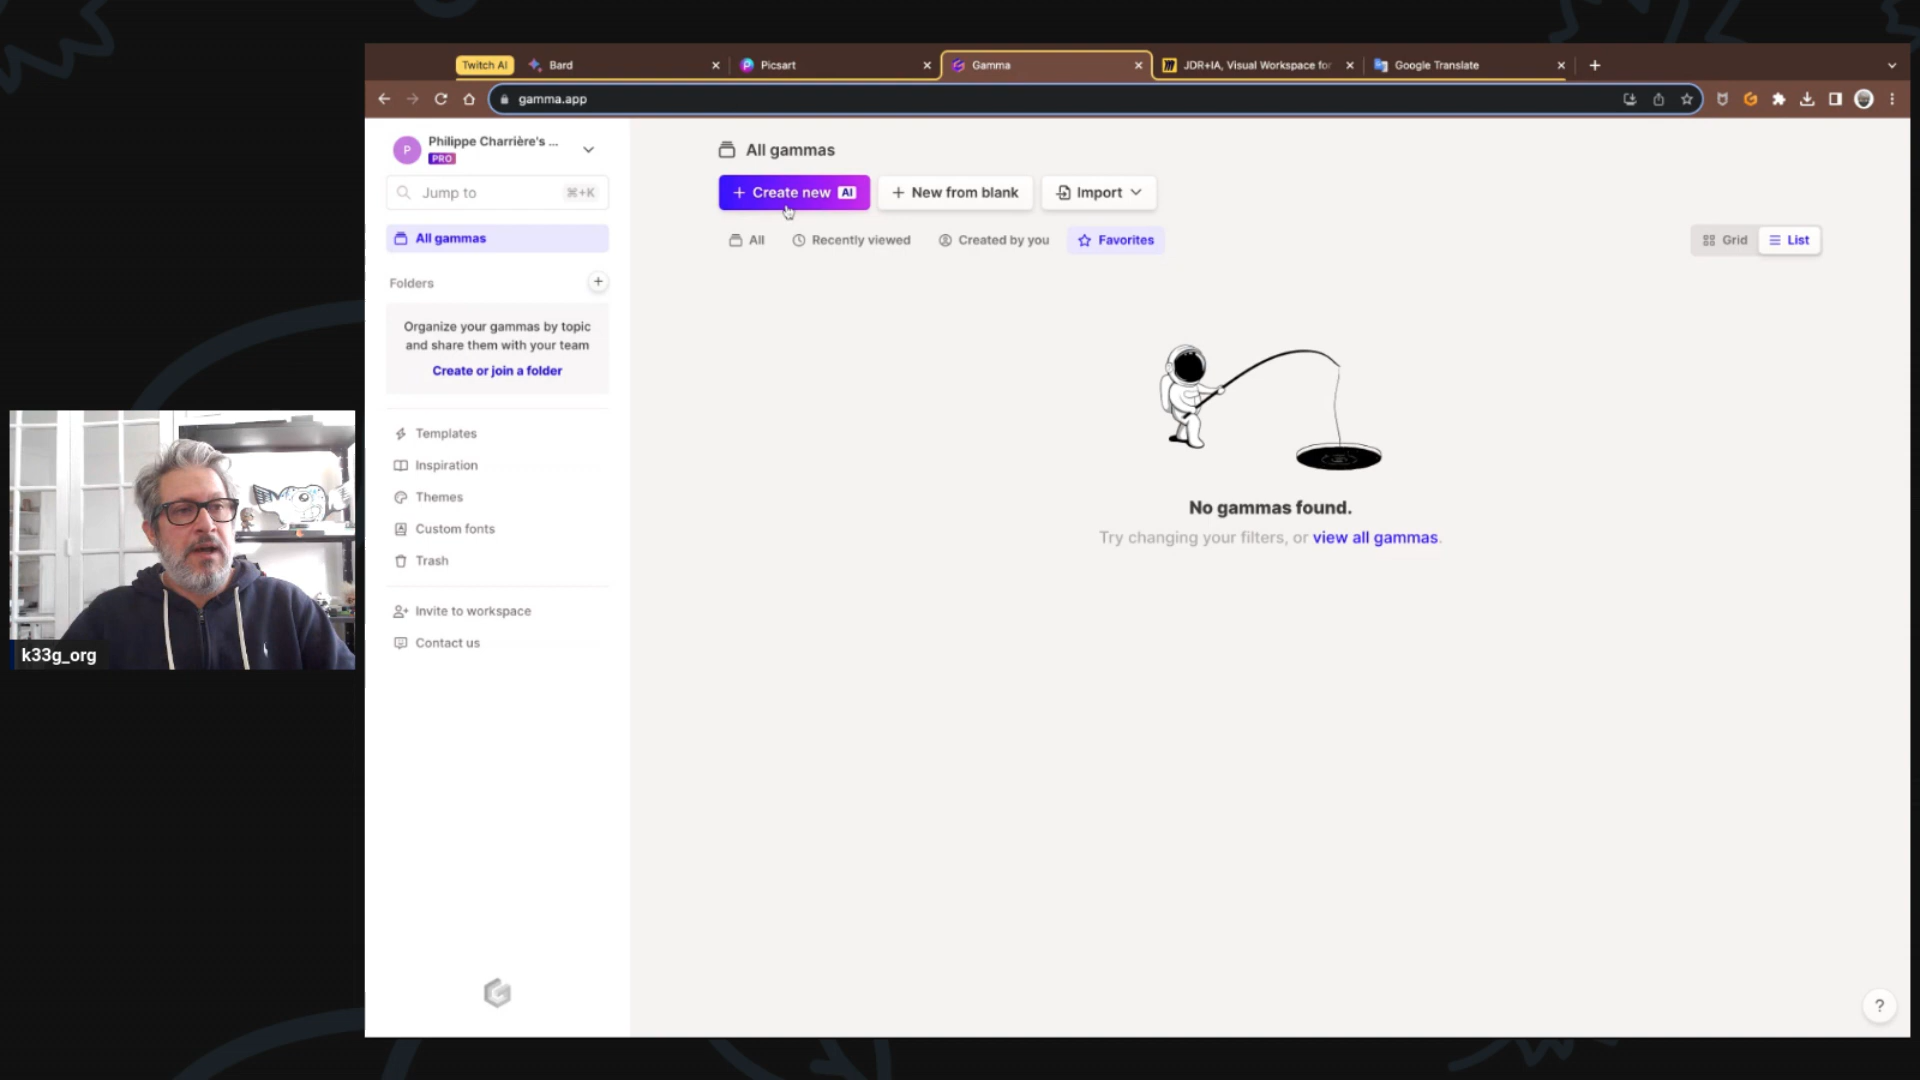 Twitch AI
Bard
Picsart
Gamma
JDR+IA, Visual Workspace for
Google Translate
gamma.app
P
Philippe Charrière's ...
PRO
Jump to
⌘+K
All gammas
Folders
Organize your gammas by topic
and share them with your team
Create or join a folder
Templates
Inspiration
Themes
Custom fonts
Trash
Invite to workspace
Contact us
All gammas
+ Create new AI
+ New from blank
Import
All
Recently viewed
Created by you
Favorites
Grid
List
No gammas found.
Try changing your filters, or view all gammas.
?
k33g_org